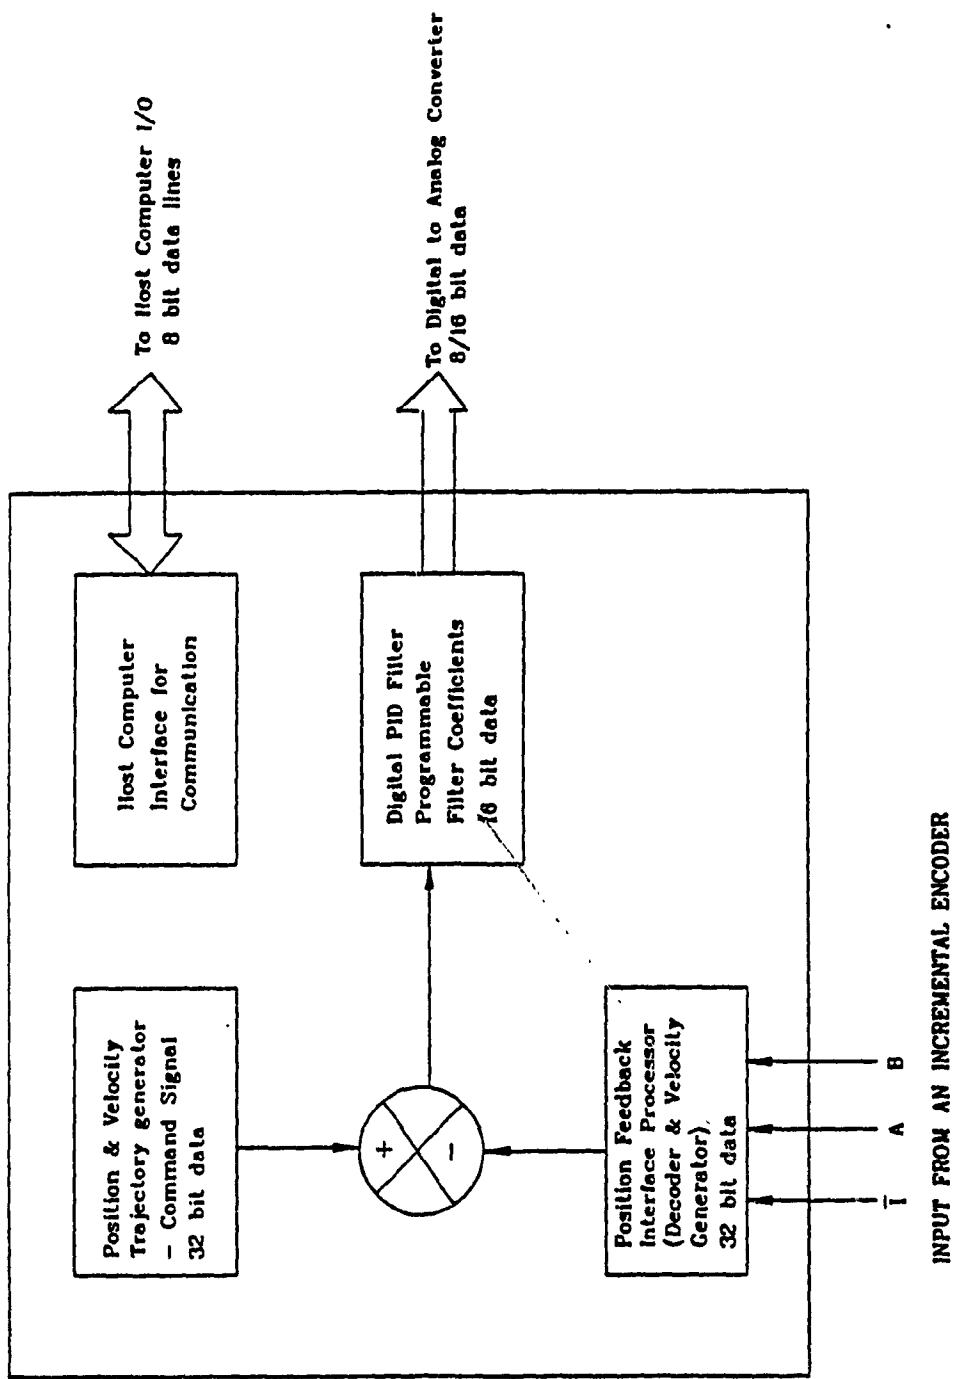 Position & Velocity
Trajectory generator
- Command Signal
32 bit data
Host Computer
Interface for
Communication
To Host Computer I/O
8 bit data lines
+
-
Digital PID Filter
Programmable
Filter Coefficients
16 bit data
To Digital to Analog Converter
8/16 bit data
Position Feedback
Interface Processor
(Decoder & Velocity
Generator).
32 bit data
I A B
INPUT FROM AN INCREMENTAL ENCODER